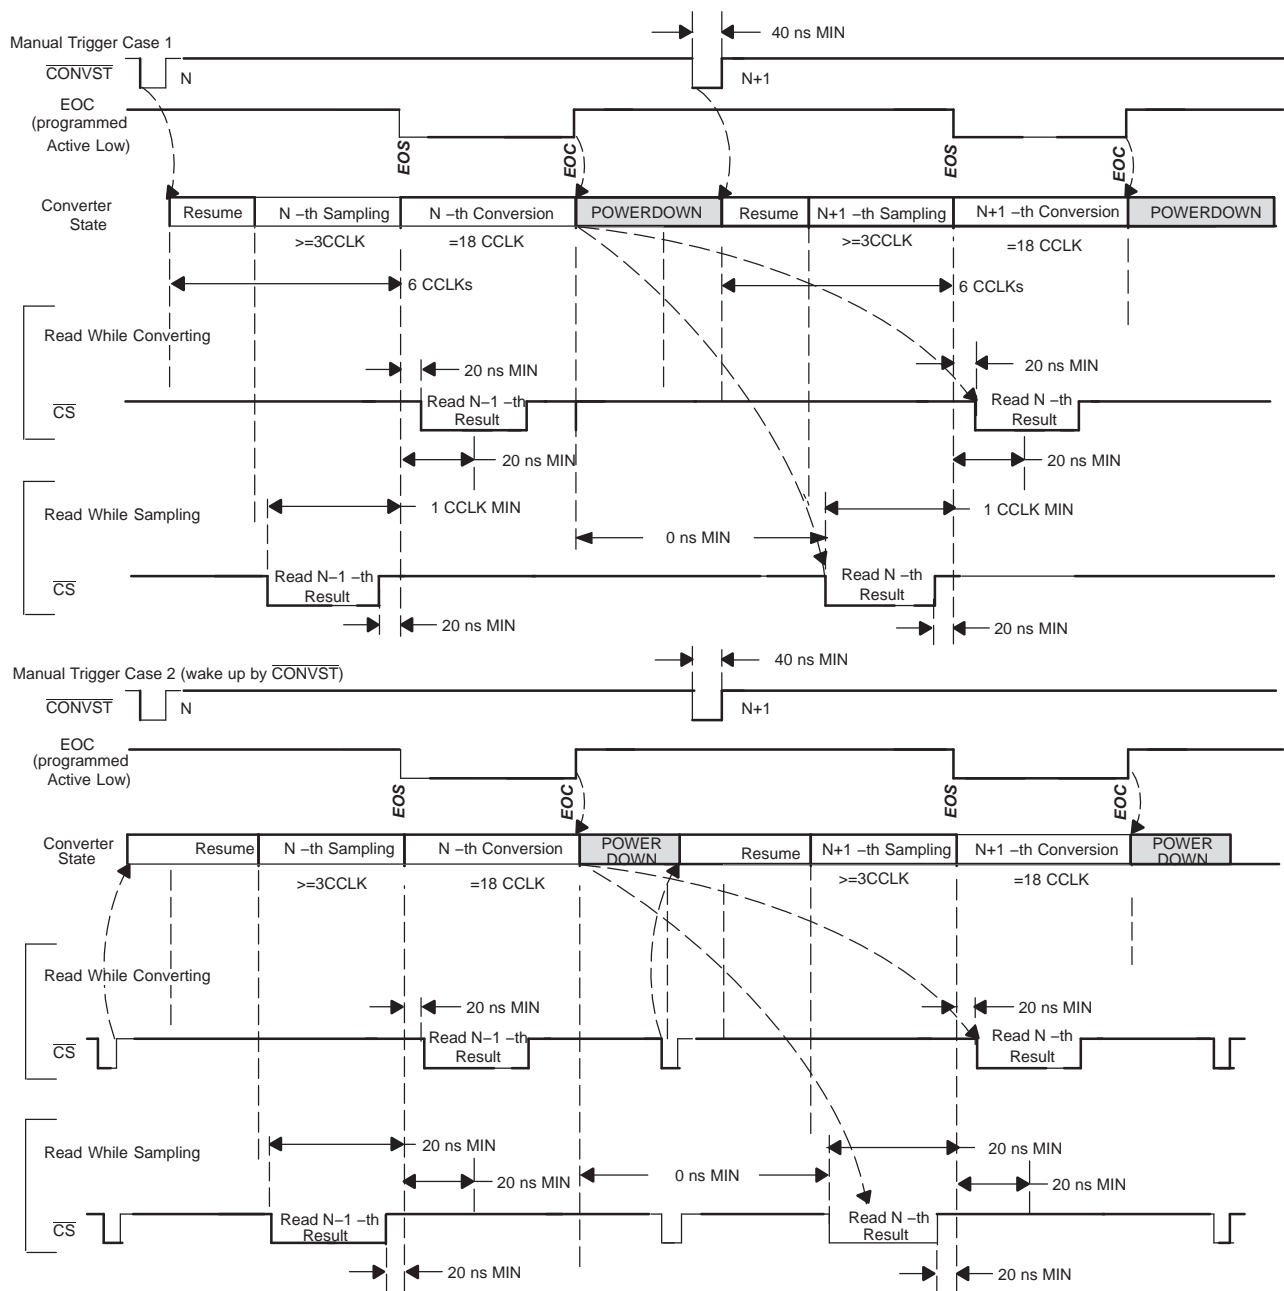 40 ns MIN
Manual Trigger Case 1
CONVST
N
N+1
EOC
(programmed
Active Low)
EOS
EOC
EOS
EOC
Converter
State
Resume
N −th Sampling
N −th Conversion
POWERDOWN
Resume
N+1 −th Sampling
N+1 −th Conversion
POWERDOWN
>=3CCLK
=18 CCLK
>=3CCLK
=18 CCLK
6 CCLKs
6 CCLKs
Read While Converting
20 ns MIN
20 ns MIN
CS
Read N−1 −th
Result
Read N −th
Result
20 ns MIN
20 ns MIN
Read While Sampling
1 CCLK MIN
1 CCLK MIN
0 ns MIN
CS
Read N−1 −th
Result
Read N −th
Result
20 ns MIN
20 ns MIN
40 ns MIN
Manual Trigger Case 2 (wake up by CONVST)
CONVST
N
N+1
EOC
(programmed
Active Low)
EOS
EOC
EOS
EOC
Converter
State
Resume
N −th Sampling
N −th Conversion
POWER
DOWN
Resume
N+1 −th Sampling
N+1 −th Conversion
POWER
DOWN
>=3CCLK
=18 CCLK
>=3CCLK
=18 CCLK
Read While Converting
20 ns MIN
20 ns MIN
CS
Read N−1 −th
Result
Read N −th
Result
Read While Sampling
20 ns MIN
20 ns MIN
0 ns MIN
20 ns MIN
20 ns MIN
CS
Read N−1 −th
Result
Read N −th
Result
20 ns MIN
20 ns MIN